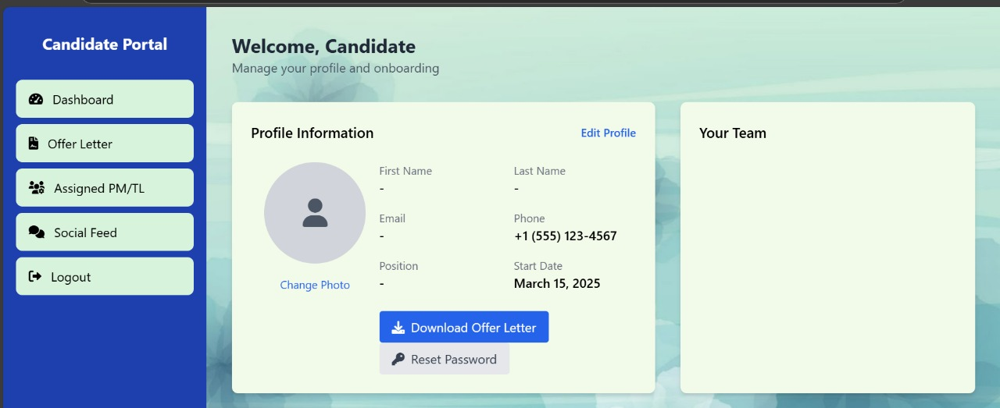 Candidate Portal
Dashboard
Offer Letter
Assigned PM/TL
Social Feed
Logout
Welcome, Candidate
Manage your profile and onboarding
Profile Information
Edit Profile
Change Photo
First Name
-
Last Name
-
Email
-
Phone
+1 (555) 123-4567
Position
-
Start Date
March 15, 2025
Download Offer Letter
Reset Password
Your Team